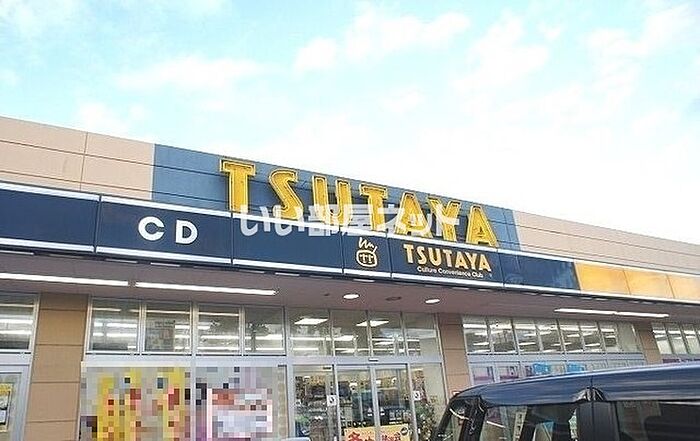 TSUTAYA
いい部屋ネット
CD
TSUTAYA
Culture Convenience Club